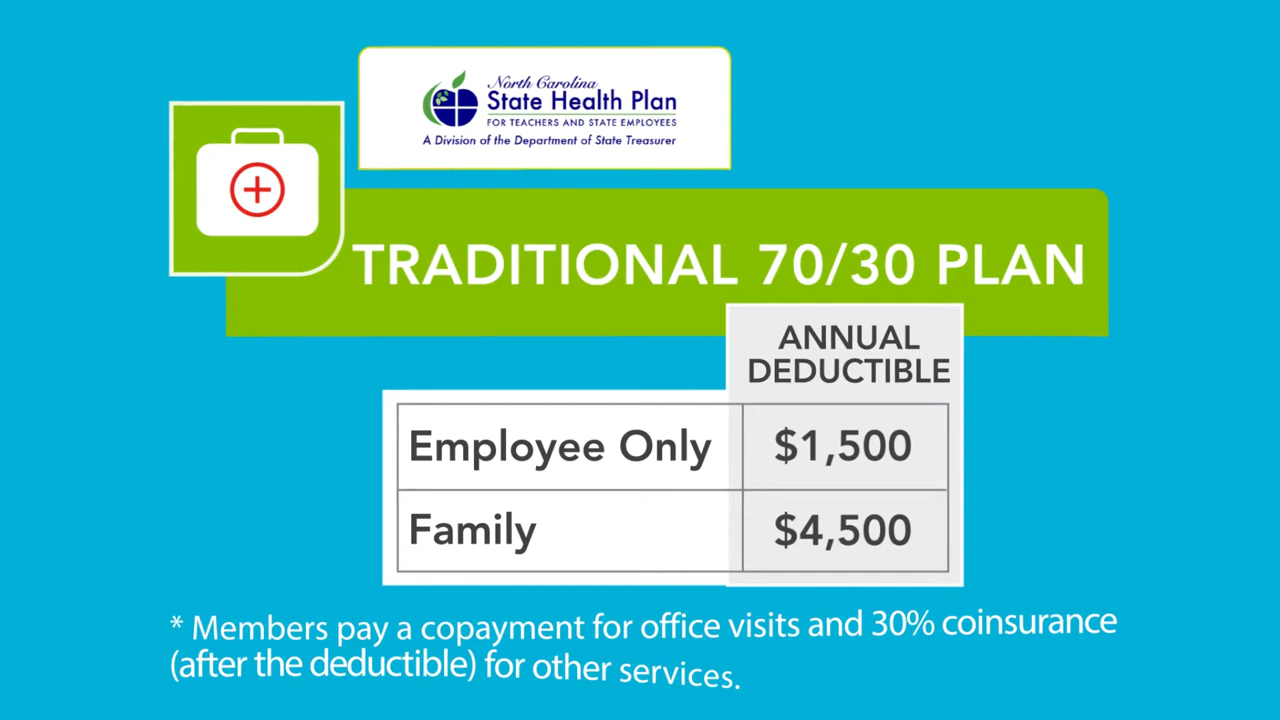 North Carolina
State Health Plan
FOR TEACHERS AND STATE EMPLOYEES
A Division of the Department of State Treasurer
TRADITIONAL 70/30 PLAN
ANNUAL
DEDUCTIBLE
Employee Only $1,500
Family $4,500
* Members pay a copayment for office visits and 30% coinsurance
(after the deductible) for other services.